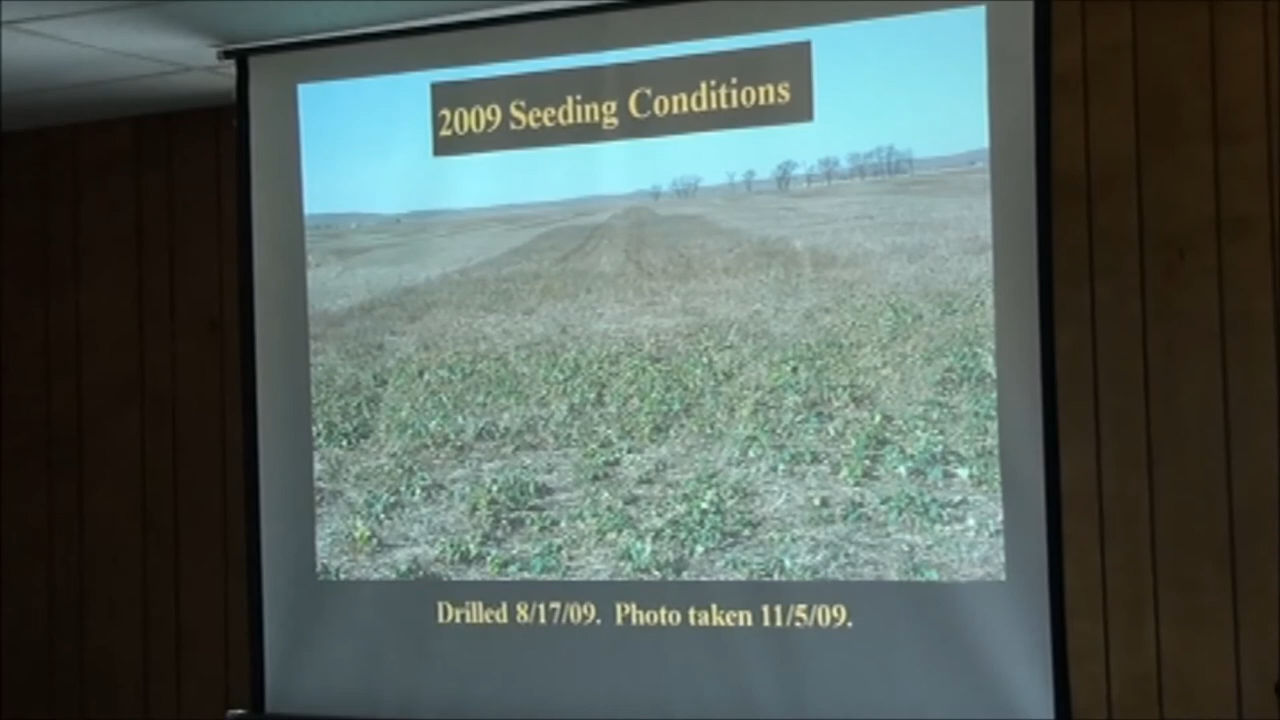 2009 Seeding Conditions
Drilled 8/17/09. Photo taken 11/5/09.